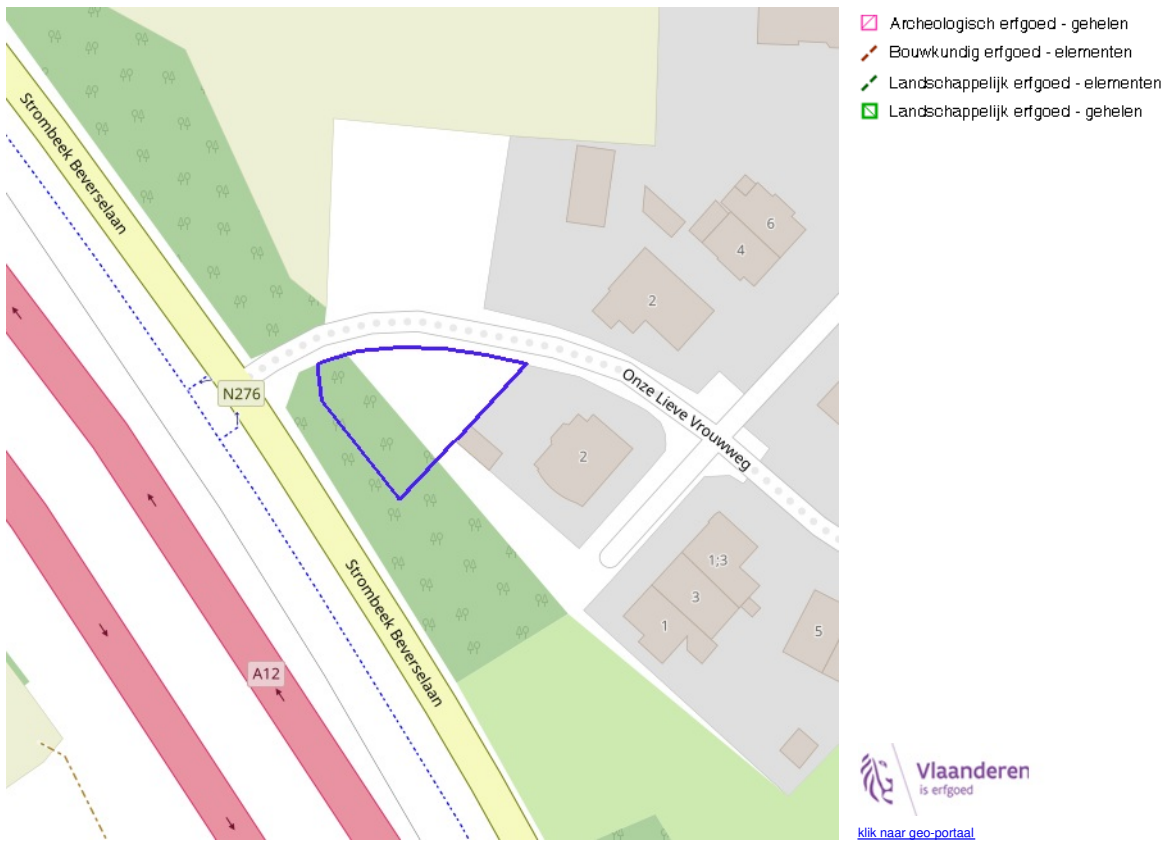 Strombeek Beverselaan
N276
A12
Strombeek Beverselaan
Onze Lieve Vrouwweg
6
4
2
2
1;3
3
1
5
Archeologisch erfgoed - gehelen
Bouwkundig erfgoed - elementen
Landschappelijk erfgoed - elementen
Landschappelijk erfgoed - gehelen
Vlaanderen
is erfgoed
klik naar geo-portaal